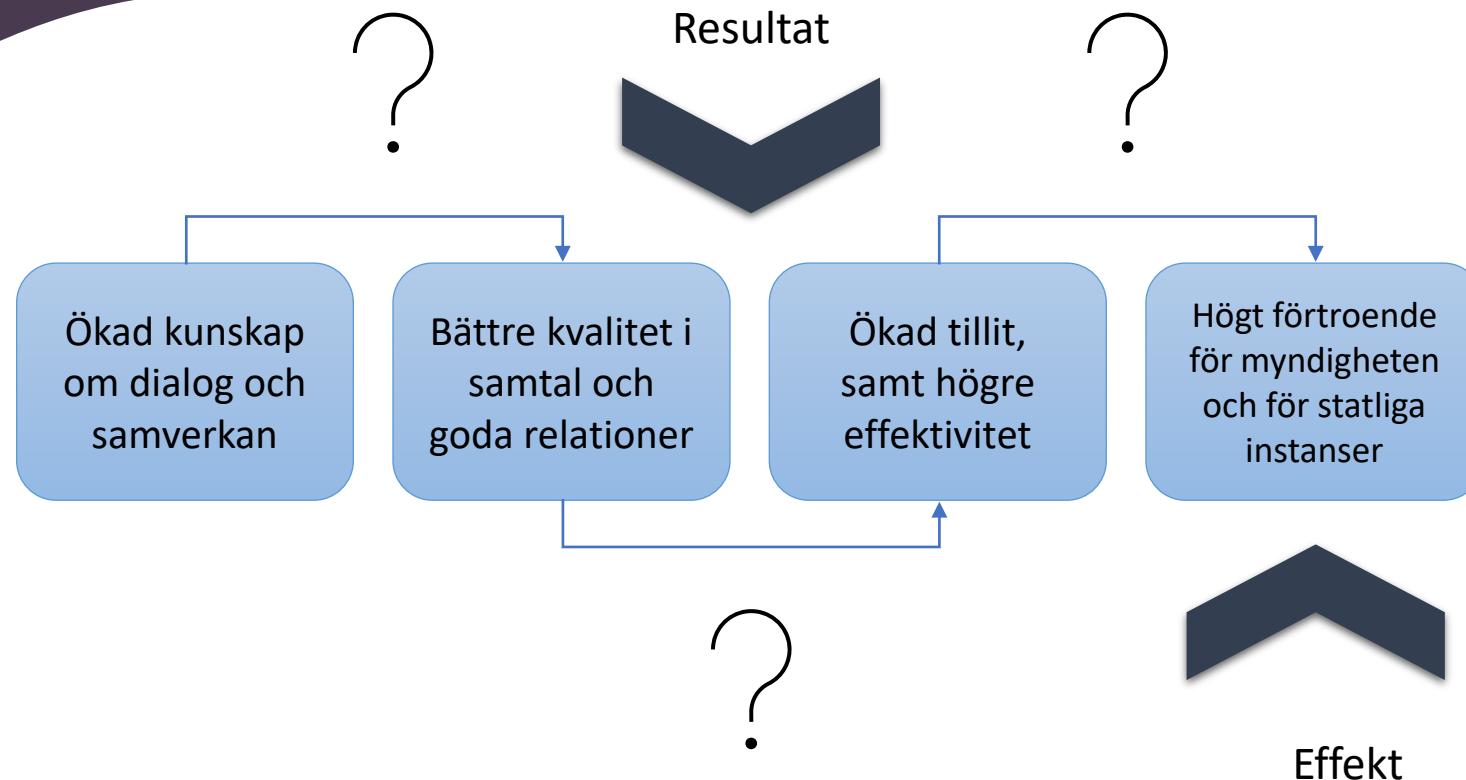 ?
Resultat
?
Ökad kunskap
om dialog och
samverkan
Bättre kvalitet i
samtal och
goda relationer
Ökad tillit,
samt högre
effektivitet
Högt förtroende
för myndigheten
och för statliga
instanser
?
Effekt